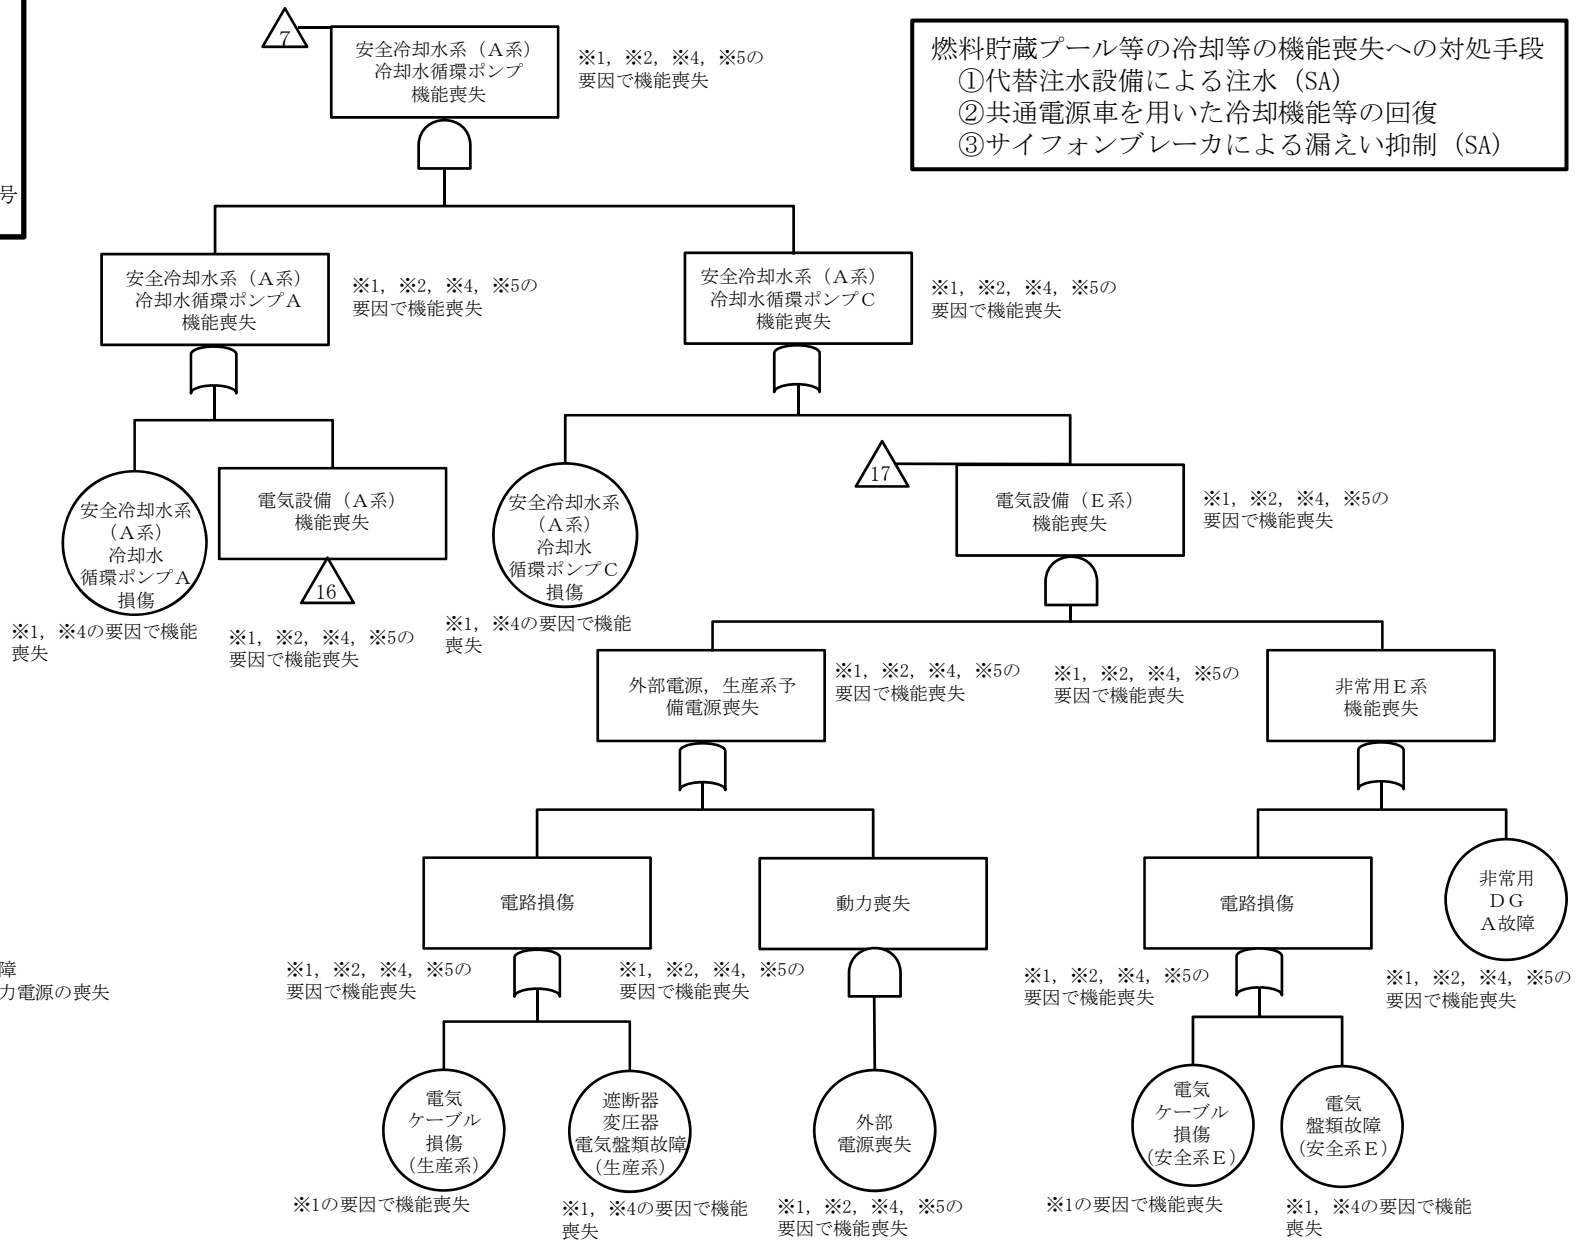 7
安全冷却水系（A系）
冷却水循環ポンプ
機能喪失
※1, ※2, ※4, ※5の
要因で機能喪失
燃料貯蔵プール等の冷却等の機能喪失への対処手段
①代替注水設備による注水（SA）
②共通電源車を用いた冷却機能等の回復
③サイフォンブレーカによる漏えい抑制（SA）
号
安全冷却水系（A系）
冷却水循環ポンプA
機能喪失
※1, ※2, ※4, ※5の
要因で機能喪失
安全冷却水系（A系）
冷却水循環ポンプC
機能喪失
※1, ※2, ※4, ※5の
要因で機能喪失
安全冷却水系
（A系）
冷却水
循環ポンプA
損傷
※1, ※4の要因で機能
喪失
電気設備（A系）
機能喪失
16
※1, ※2, ※4, ※5の
要因で機能喪失
安全冷却水系
（A系）
冷却水
循環ポンプC
損傷
※1, ※4の要因で機能
喪失
17
電気設備（E系）
機能喪失
※1, ※2, ※4, ※5の
要因で機能喪失
外部電源，生産系予
備電源喪失
※1, ※2, ※4, ※5の
要因で機能喪失
※1, ※2, ※4, ※5の
要因で機能喪失
非常用E系
機能喪失
電路損傷
※1, ※2, ※4, ※5の
要因で機能喪失
動力喪失
※1, ※2, ※4, ※5の
要因で機能喪失
電路損傷
※1, ※2, ※4, ※5の
要因で機能喪失
非常用
DG
A故障
※1, ※2, ※4, ※5の
要因で機能喪失
障
力電源の喪失
電気
ケーブル
損傷
(生産系)
※1の要因で機能喪失
遮断器
変圧器
電気盤類故障
(生産系)
※1, ※4の要因で機能
喪失
外部
電源喪失
※1, ※2, ※4, ※5の
要因で機能喪失
電気
ケーブル
損傷
(安全系E)
※1の要因で機能喪失
電気
盤類故障
(安全系E)
※1, ※4の要因で機能
喪失